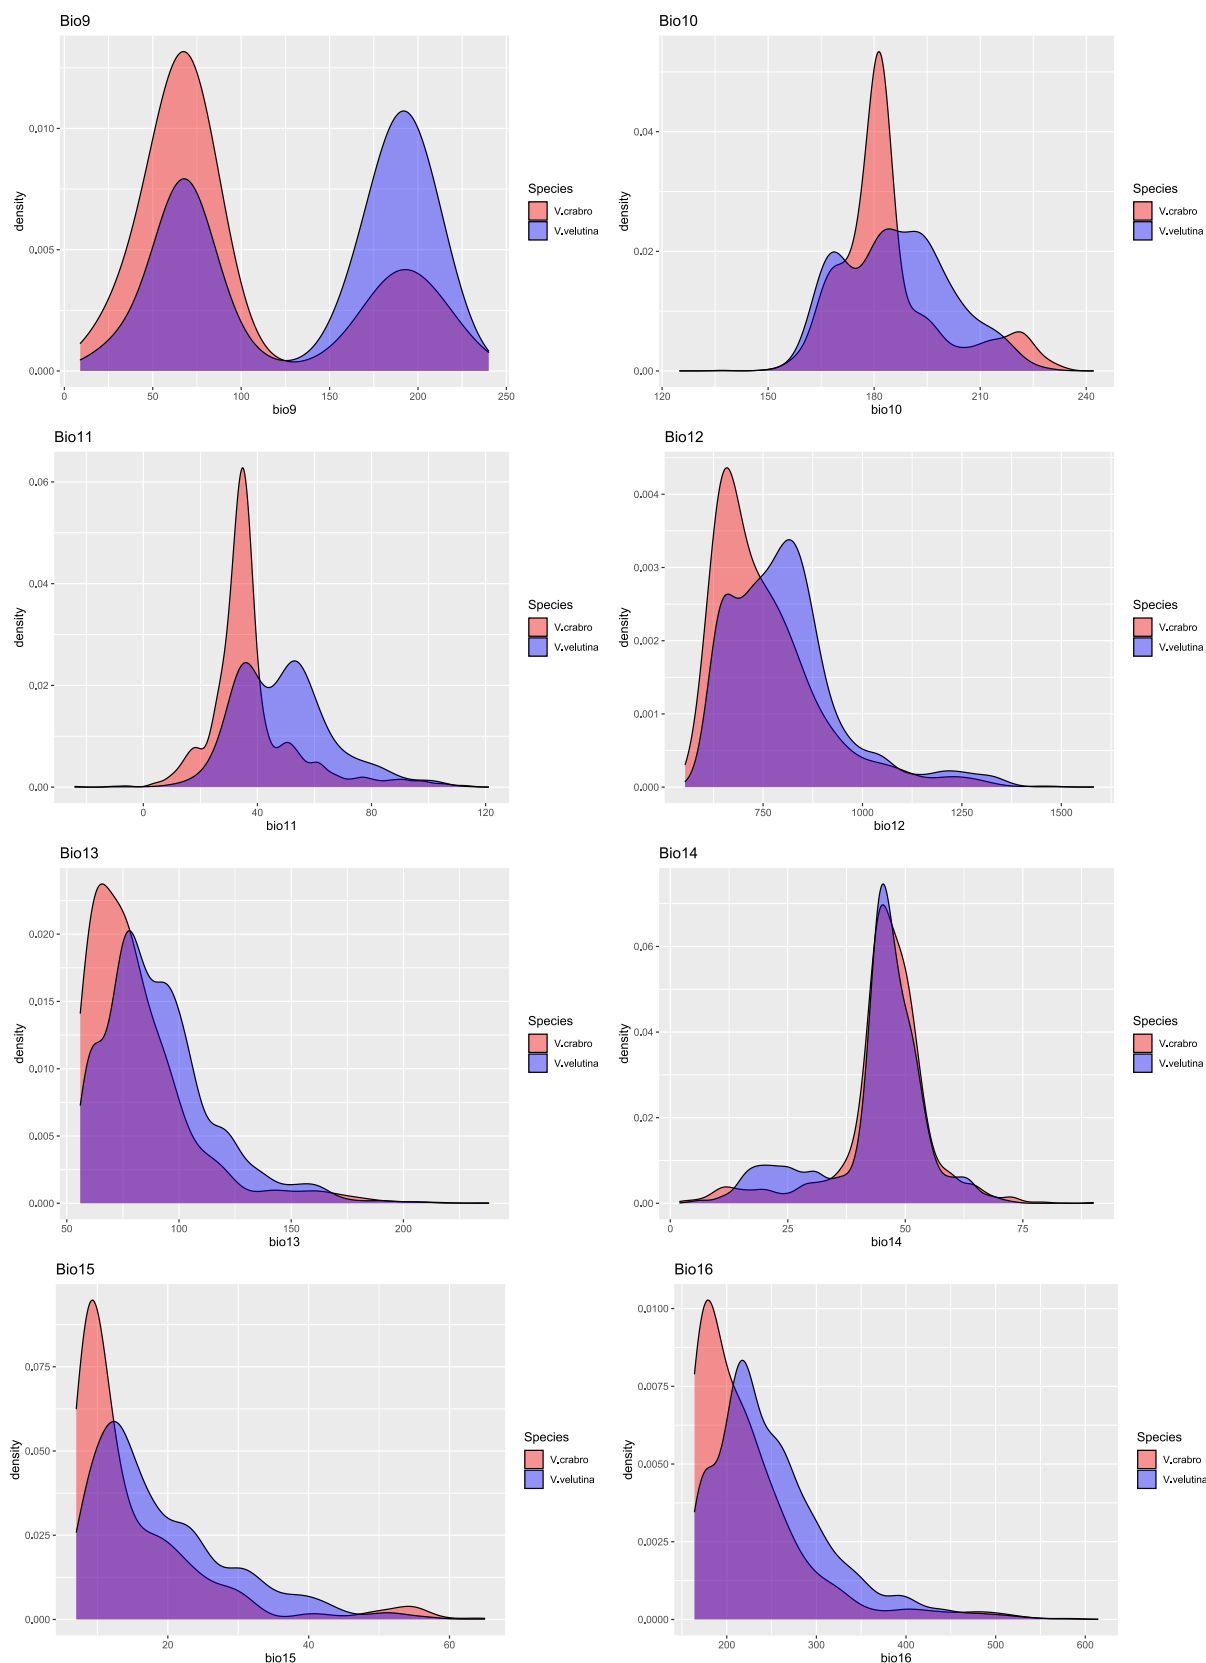 Bio9
density
0.010
0.005
0.000
0
50
100
150
200
250
bio9
Species
V.crabro
V.velutina
Bio10
density
0.04
0.02
0.00
120
150
180
210
240
bio10
Species
V.crabro
V.velutina
Bio11
density
0.06
0.04
0.02
0.00
0
40
80
120
bio11
Species
V.crabro
V.velutina
Bio12
density
0.004
0.003
0.002
0.001
0.000
750
1000
1250
1500
bio12
Species
V.crabro
V.velutina
Bio13
density
0.020
0.015
0.010
0.005
0.000
50
100
150
200
bio13
Species
V.crabro
V.velutina
Bio14
density
0.06
0.04
0.02
0.00
0
25
50
75
bio14
Species
V.crabro
V.velutina
Bio15
density
0.075
0.050
0.025
0.000
20
40
60
bio15
Species
V.crabro
V.velutina
Bio16
density
0.0100
0.0075
0.0050
0.0025
0.0000
200
300
400
500
600
bio16
Species
V.crabro
V.velutina